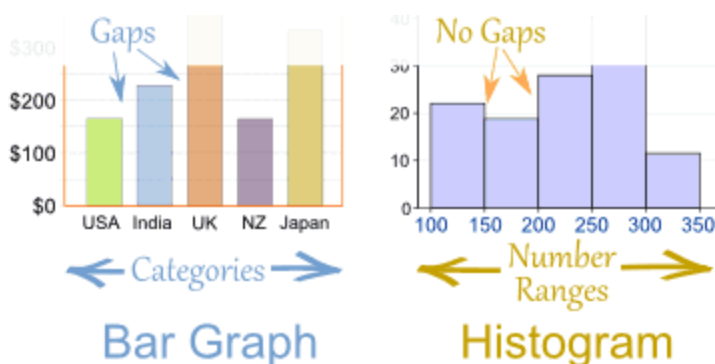 $300
Gaps
$200
$100
$0
USA India UK NZ Japan
Categories
Bar Graph
40
No Gaps
30
20
10
0
100 150 200 250 300 350
Number
Ranges
Histogram